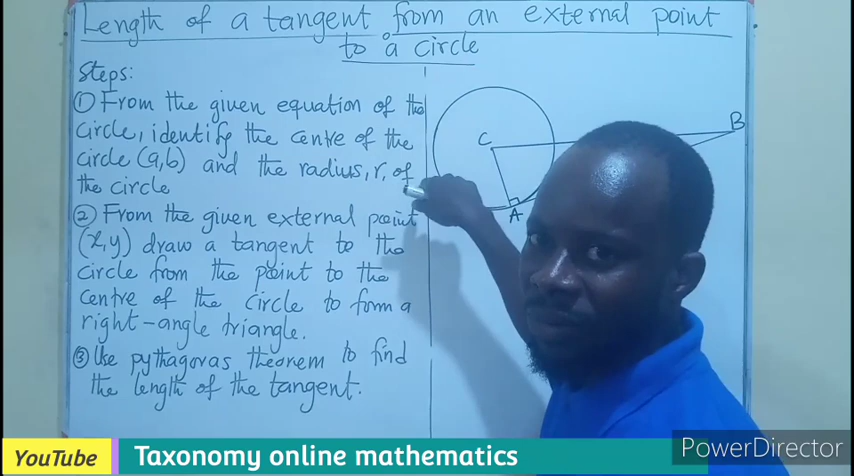 Length of a tangent from an external point
to a circle
Steps:
① From the given equation of the
circle, identify the centre of the
circle (a,b) and the radius, r, of
the circle
② From the given external point
(x,y) draw a tangent to the
circle from the point to the
centre of the circle to form a
right-angle triangle.
③ Use pythagoras theorem to find
the length of the tangent.
C
B
A
YouTube
Taxonomy online mathematics
PowerDirector